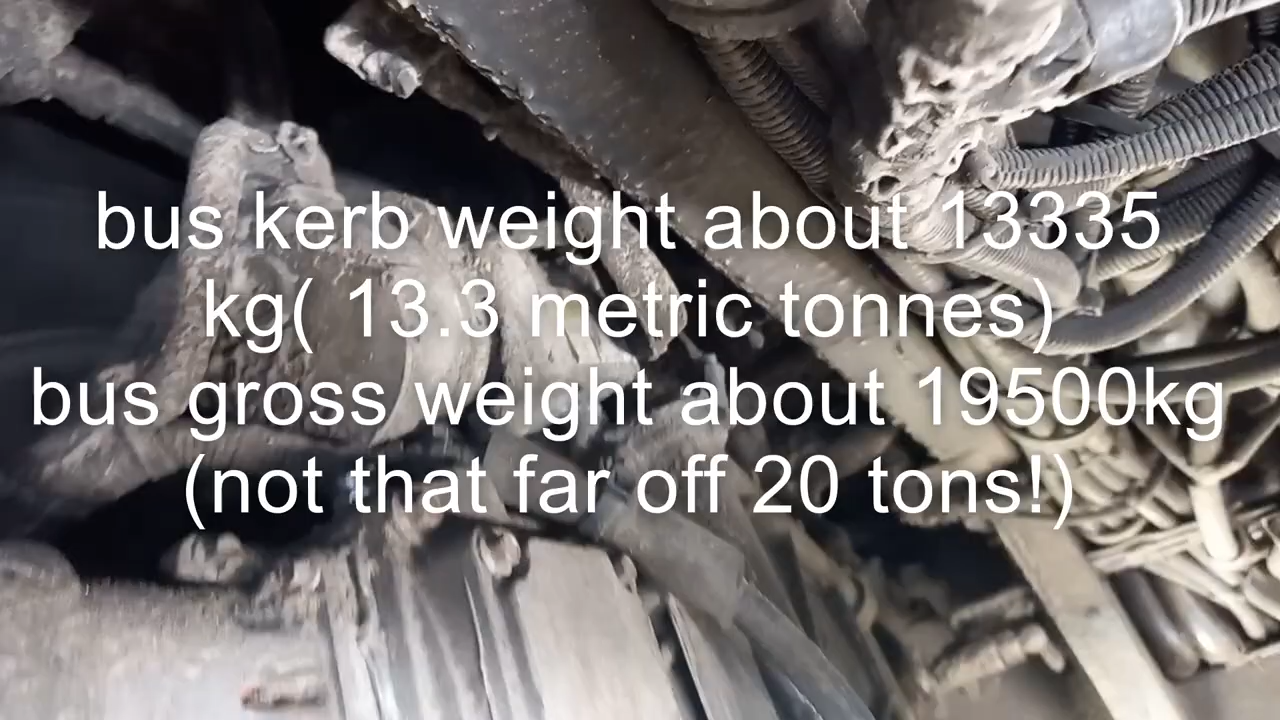 bus kerb weight about 13335
kg( 13.3 metric tonnes)
bus gross weight about 19500kg
(not that far off 20 tons!)